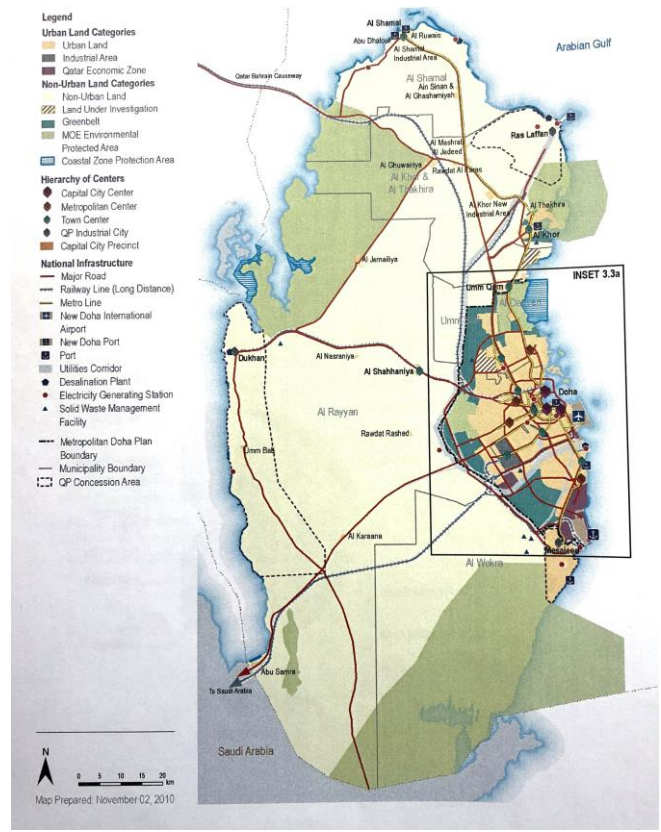 Legend
Urban Land Categories
Urban Land
Industrial Area
Qatar Economic Zone
Non-Urban Land Categories
Non-Urban Land
Land Under Investigation
Greenbelt
MOE Environmental
Protected Area
Coastal Zone Protection Area
Hierarchy of Centers
Capital City Center
Metropolitan Center
Town Center
QP Industrial City
Capital City Precinct
National Infrastructure
Major Road
Railway Line (Long Distance)
Metro Line
New Doha International
Airport
New Doha Port
Port
Utilities Corridor
Desalination Plant
Electricity Generating Station
Solid Waste Management
Facility
Metropolitan Doha Plan
Boundary
Municipality Boundary
QP Concession Area
Al Shamal
Al Ruwais
Abu Dhalouf
Al Shamal
Industrial Area
Arabian Gulf
Qatar Bahrain Causeway
Al Shamal
Ain Sinan &
Al Ghashamiyah
Ras Laffan
Al Mashrab
Al Jadeed
Al Ghuwairiya
Rawdat Al Faras
Al Khor &
Al Thakhira
Al Khor New
Industrial Area
Al Thakhira
Al Khor
Al Jemailiya
INSET 3.3a
Umm Qarn
Umm
Dukhan
Al Nasraniya
Al Shahhaniya
Doha
Al Rayyan
Rawdat Rashed
Umm Bab
Al Karaana
Mesaieed
Al Wakra
Abu Samra
To Saudi Arabia
Saudi Arabia
N
0 5 10 15 20
km
Map Prepared: November 02, 2010